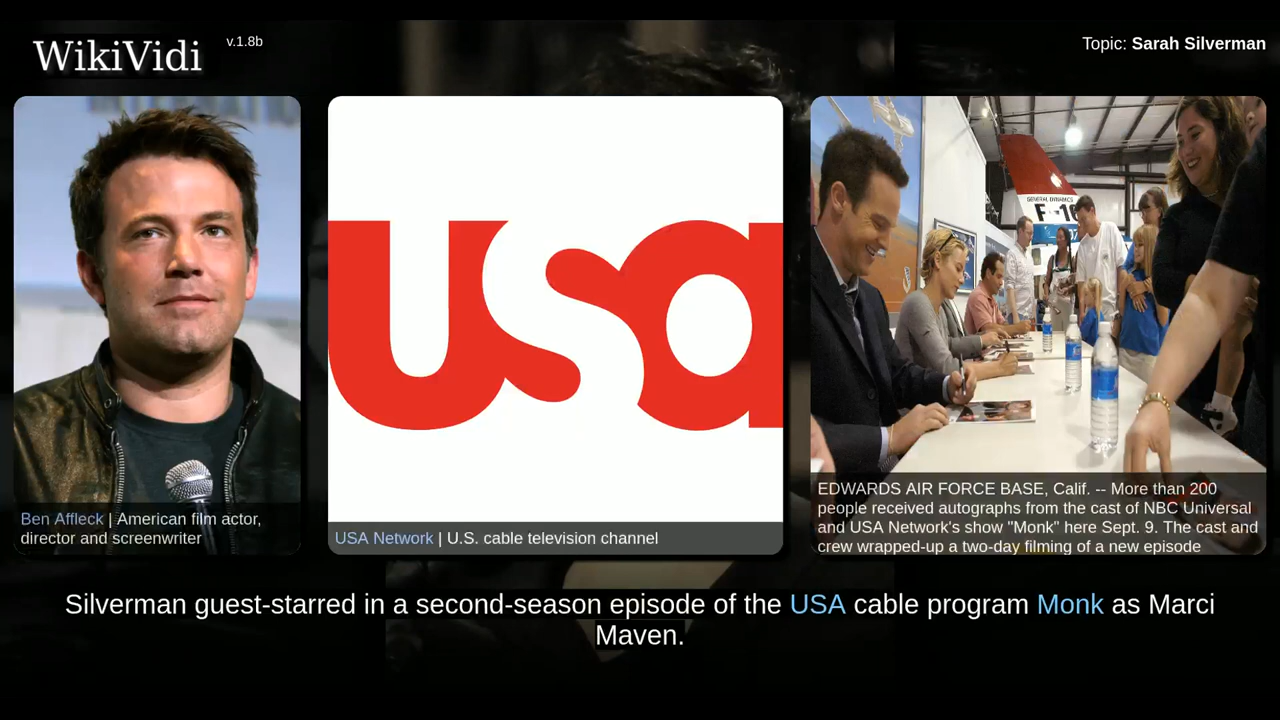 WikiVidi
v.1.8b
Topic: Sarah Silverman
Ben Affleck | American film actor,
director and screenwriter
usa
USA Network | U.S. cable television channel
GENERAL DYNAMICS
F-16
EDWARDS AIR FORCE BASE, Calif. -- More than 200
people received autographs from the cast of NBC Universal
and USA Network's show "Monk" here Sept. 9. The cast and
crew wrapped-up a two-day filming of a new episode
Silverman guest-starred in a second-season episode of the USA cable program Monk as Marci
Maven.